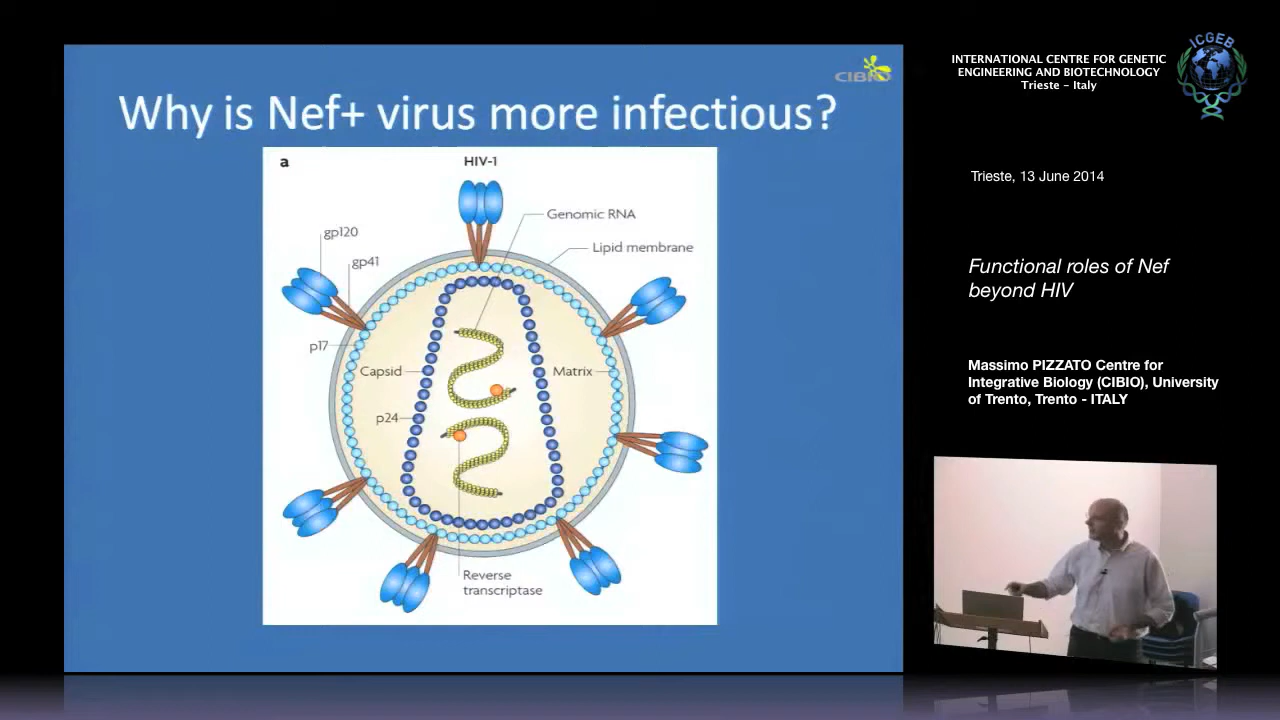 CIBIO
Why is Nef+ virus more infectious?
a
HIV-1
Genomic RNA
gp120
Lipid membrane
gp41
p17
Capsid
Matrix
p24
Reverse
transcriptase
INTERNATIONAL CENTRE FOR GENETIC
ENGINEERING AND BIOTECHNOLOGY
Trieste - Italy
ICGEB
Trieste, 13 June 2014
Functional roles of Nef
beyond HIV
Massimo PIZZATO Centre for
Integrative Biology (CIBIO), University
of Trento, Trento - ITALY